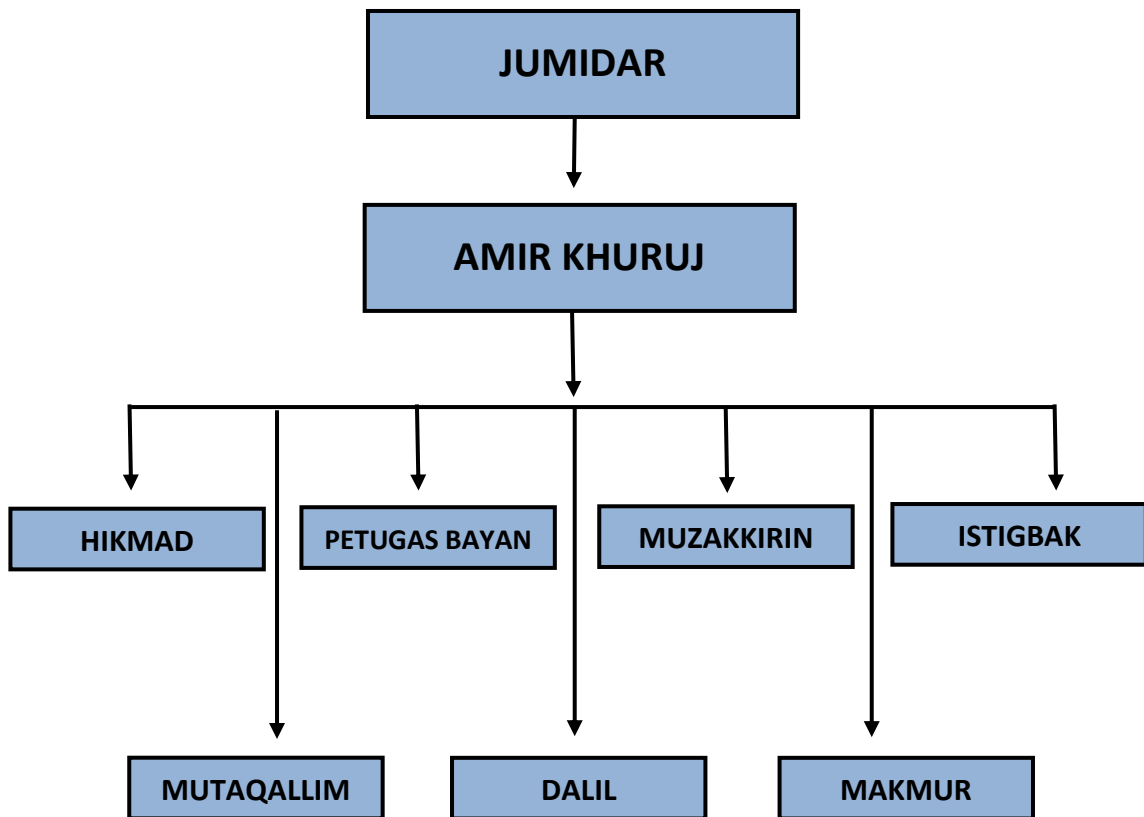 JUMIDAR
AMIR KHURUJ
HIKMAD
PETUGAS BAYAN
MUZAKKIRIN
ISTIGBAK
MUTAQALLIM
DALIL
MAKMUR